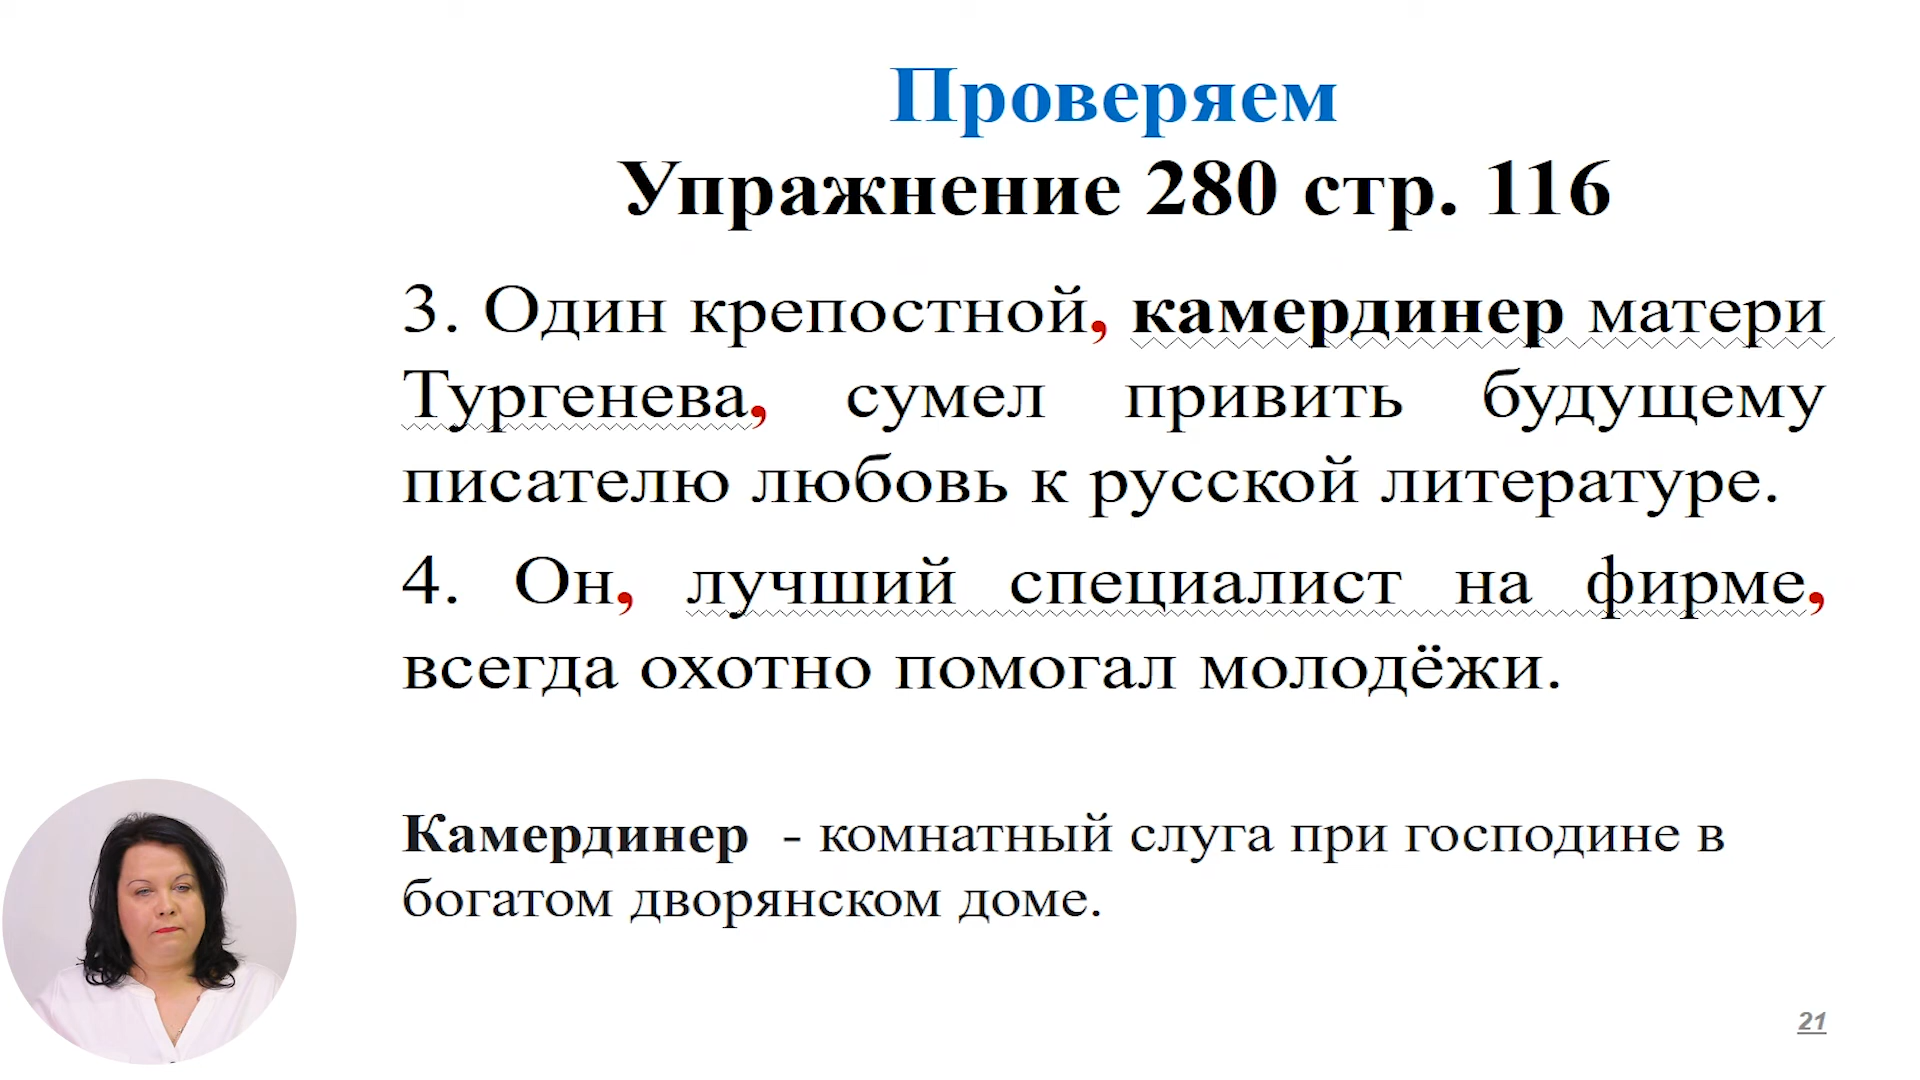 Проверяем
Упражнение 280 стр. 116
3. Один крепостной, камердинер матери
Тургенева, сумел привить будущему
писателю любовь к русской литературе.
4. Он, лучший специалист на фирме,
всегда охотно помогал молодёжи.
Камердинер - комнатный слуга при господине в
богатом дворянском доме.
21